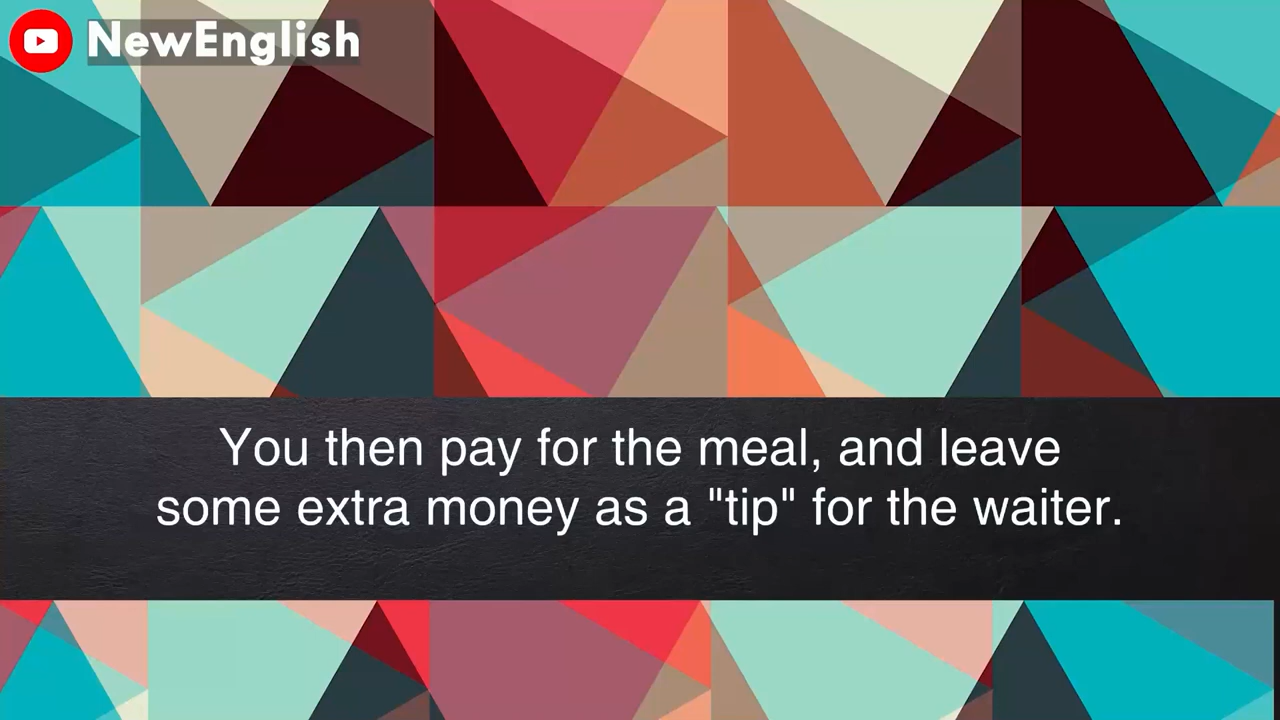 NewEnglish
You then pay for the meal, and leave
some extra money as a "tip" for the waiter.